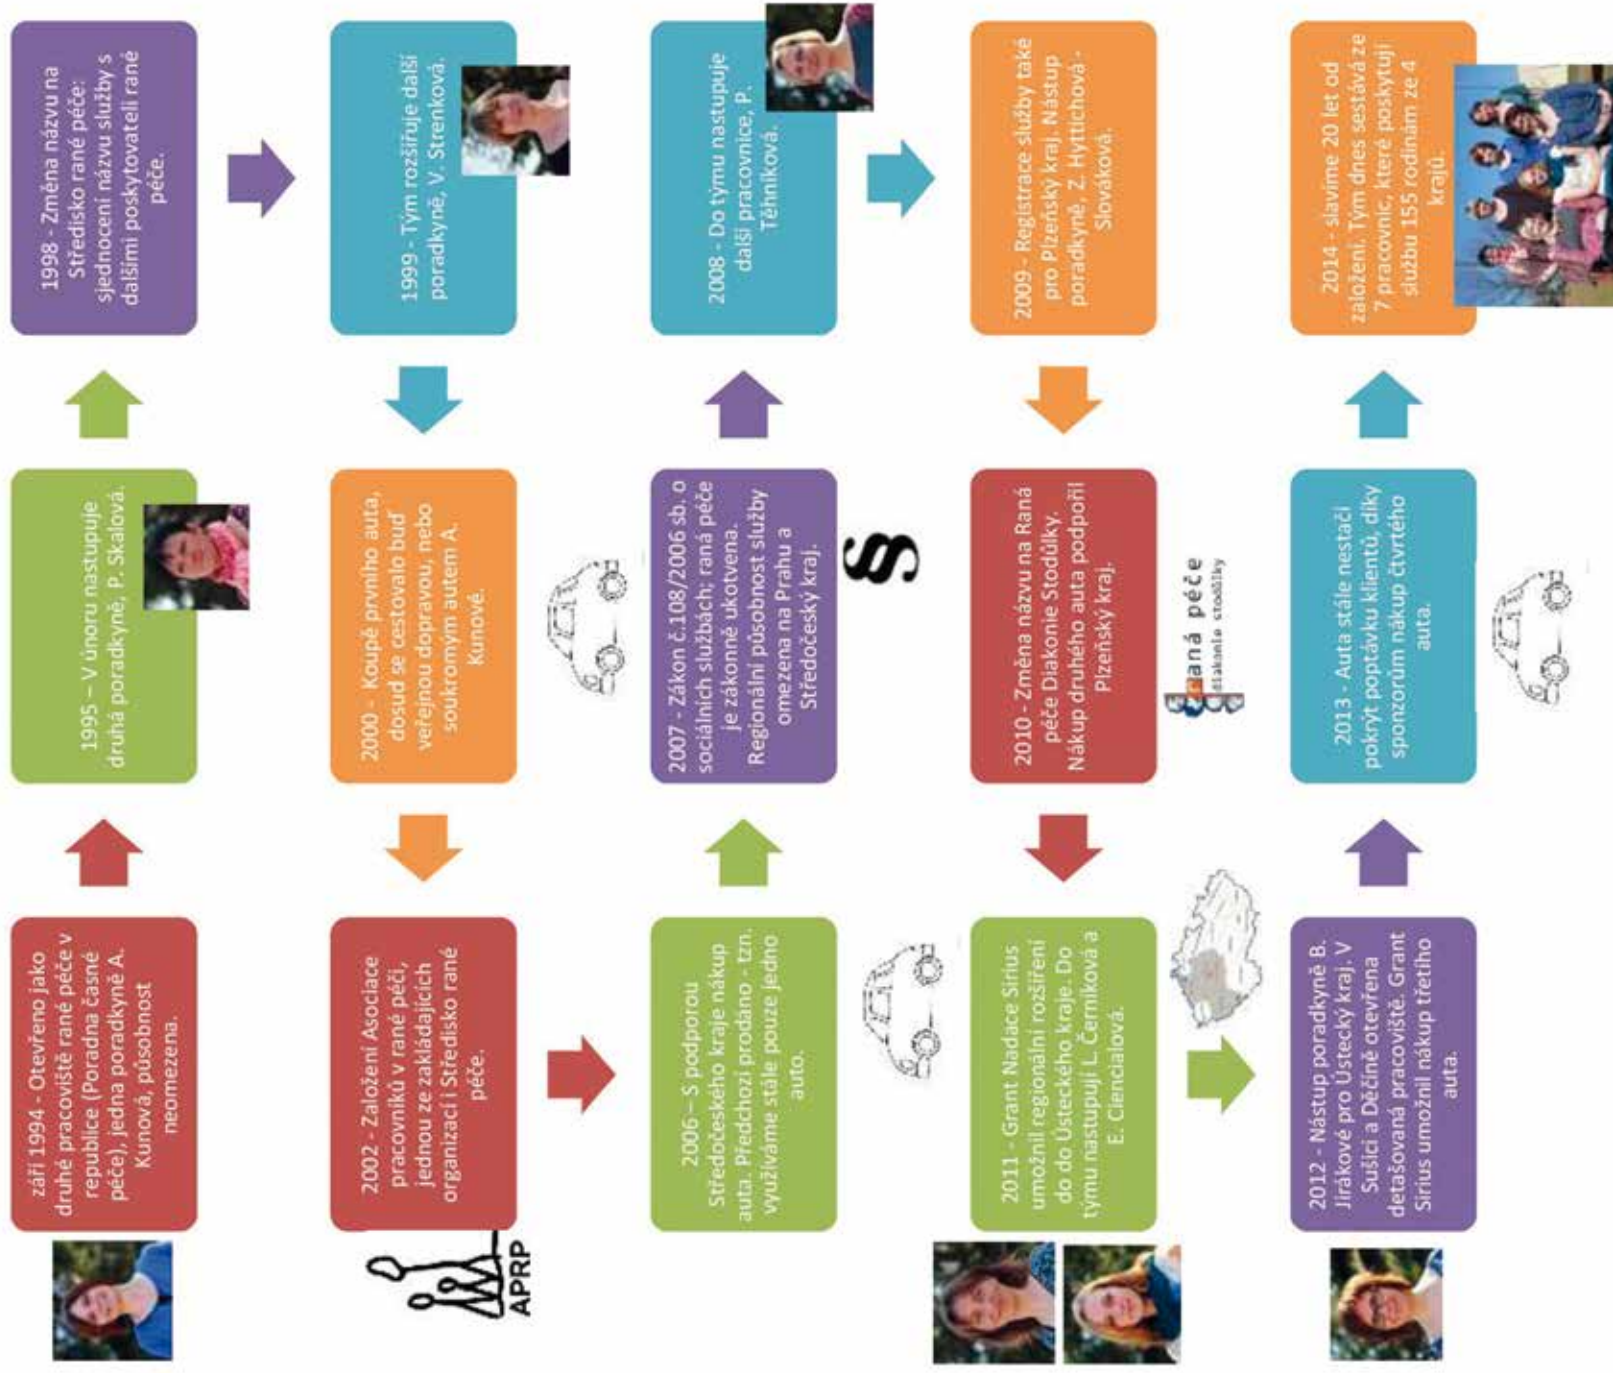 září 1994 - Otevřeno jako
druhé pracoviště rané péče v
republice (Poradna časné
péče), jedna poradkyně A.
Kunová, působnost
neomezena.
1995 – V únoru nastupuje
druhá poradkyně, P. Skalová.
1998 - Změna názvu na
Středisko rané péče:
sjednocení názvu služby s
dalšími poskytovateli rané
péče.
1999 - Tým rozšiřuje další
poradkyně, V. Strenková.
2000 - Koupě prvního auta,
dosud se cestovalo buď
veřejnou dopravou, nebo
soukromým autem A.
Kunové.
2002 - Založení Asociace
pracovníků v rané péči,
jednou ze zakládajících
organizací i Středisko rané
péče.
APRP
2006 – S podporou
Středočeského kraje nákup
auta. Předchozí prodáno - tzn.
využíváme stále pouze jedno
auto.
2007 - Zákon č.108/2006 sb. o
sociálních službách; raná péče
je zákonně ukotvena.
Regionální působnost služby
omezena na Prahu a
Středočeský kraj.
§
2008 - Do týmu nastupuje
další pracovnice, P.
Těhníková.
2009 - Registrace služby také
pro Plzeňský kraj. Nástup
poradkyně, Z. Hyttichová -
Slováková.
2010 - Změna názvu na Raná
péče Diakonie Stodůlky.
Nákup druhého auta podpořil
Plzeňský kraj.
Raná péče
diakonie stodůlky
2011 - Grant Nadace Sirius
umožnil regionální rozšíření
do do Ústeckého kraje. Do
týmu nastupují L. Černíková a
E. Ciencialová.
2012 - Nástup poradkyně B.
Jirákové pro Ústecký kraj. V
Sušici a Děčíně otevřena
detašovaná pracoviště. Grant
Sirius umožnil nákup třetího
auta.
2013 - Auta stále nestačí
pokrýt poptávku klientů, díky
sponzorům nákup čtvrtého
auta.
2014 - slavíme 20 let od
založení. Tým dnes sestává ze
7 pracovnic, které poskytují
službu 155 rodinám ze 4
krajů.